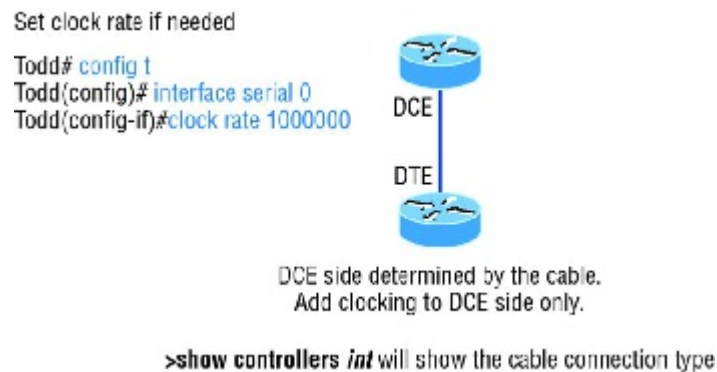 Set clock rate if needed
Todd# config t
Todd(config)# interface serial 0
Todd(config-if)#clock rate 1000000
DCE
DTE
DCE side determined by the cable.
Add clocking to DCE side only.
>show controllers int will show the cable connection type